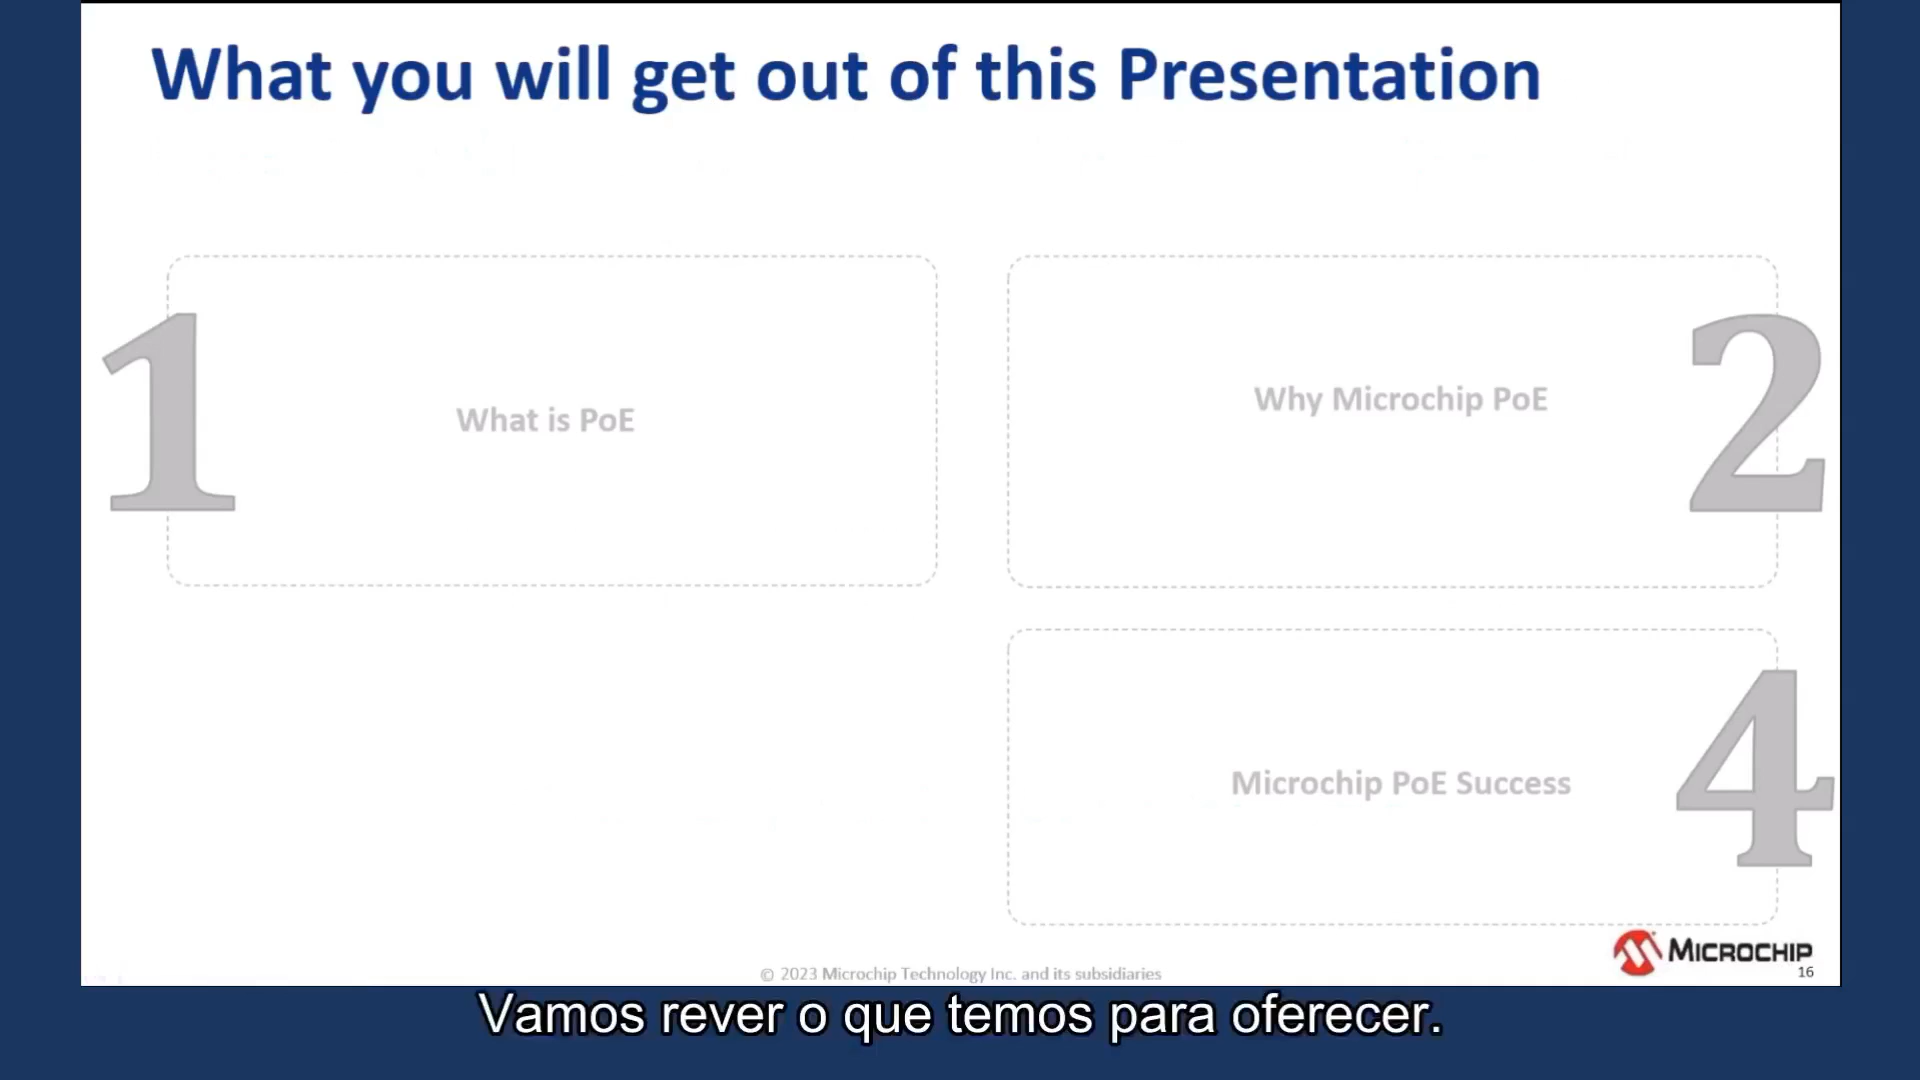 What you will get out of this Presentation
1
What is PoE
Why Microchip PoE
2
Microchip PoE Success
4
MICROCHIP
16
© 2023 Microchip Technology Inc. and its subsidiaries
Vamos rever o que temos para oferecer.